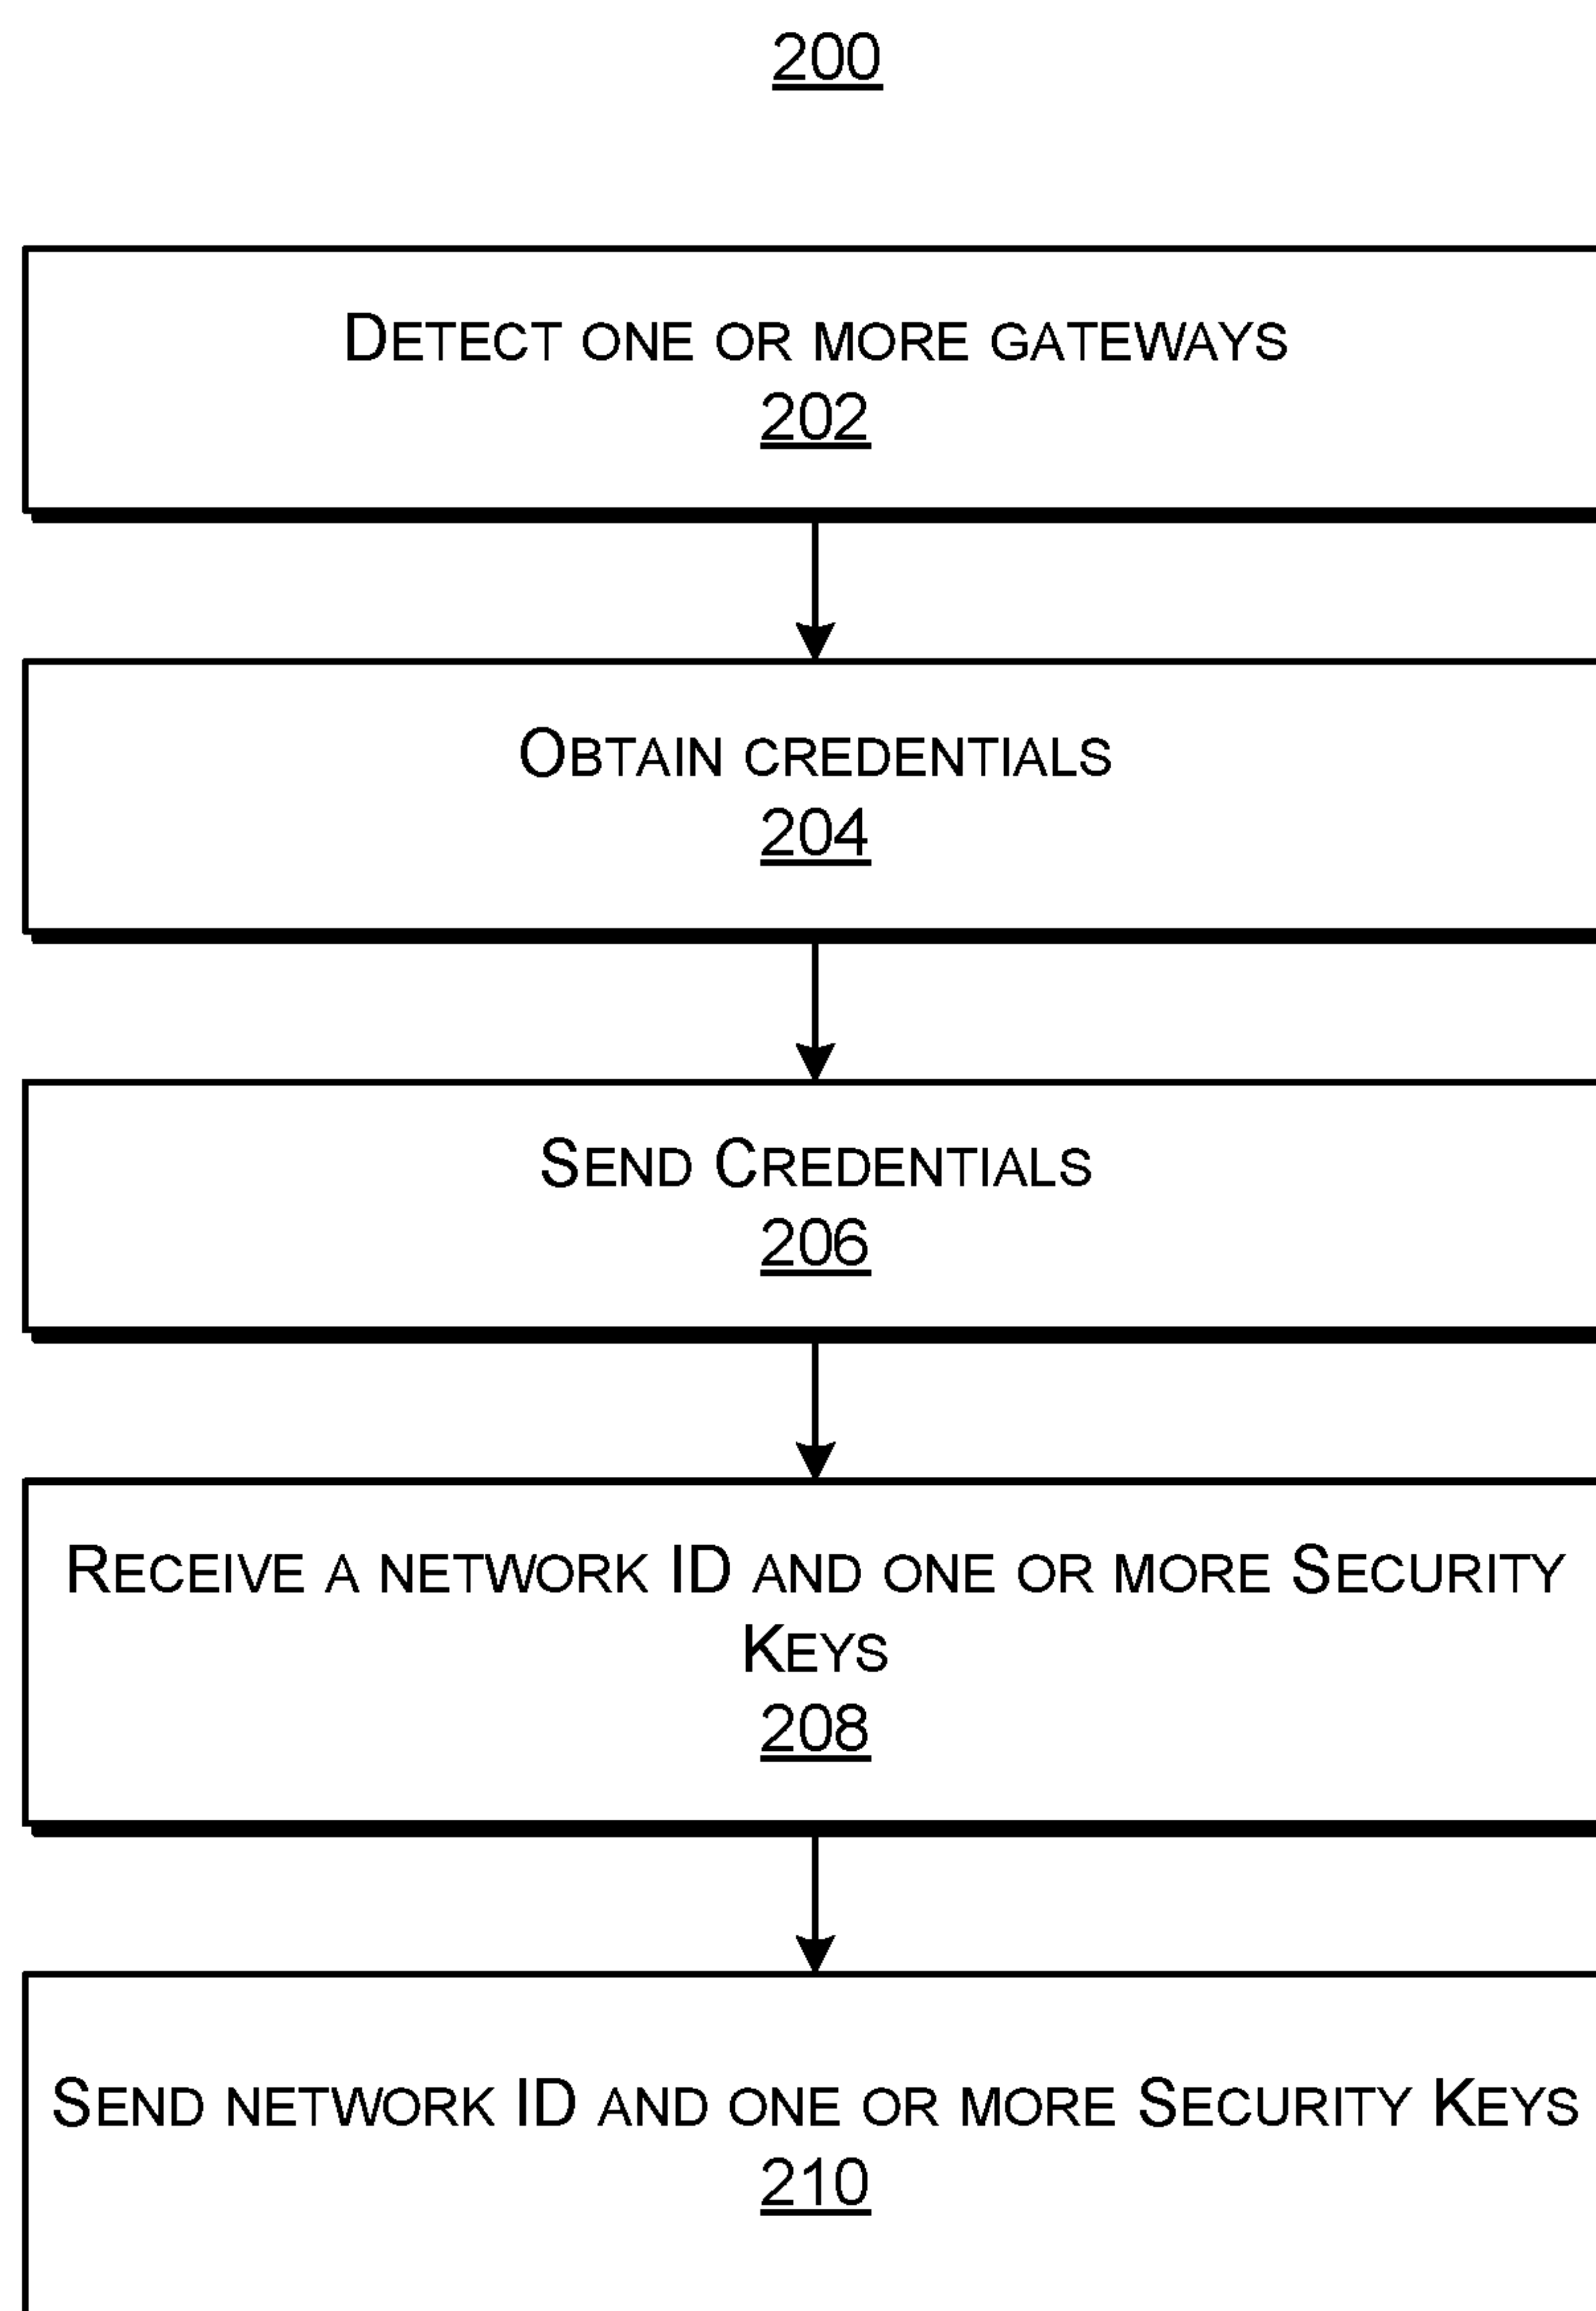 200
Detect one or more gateways
202
Obtain credentials
204
Send Credentials
206
Receive a network ID and one or more Security
Keys
208
Send network ID and one or more Security Keys
210